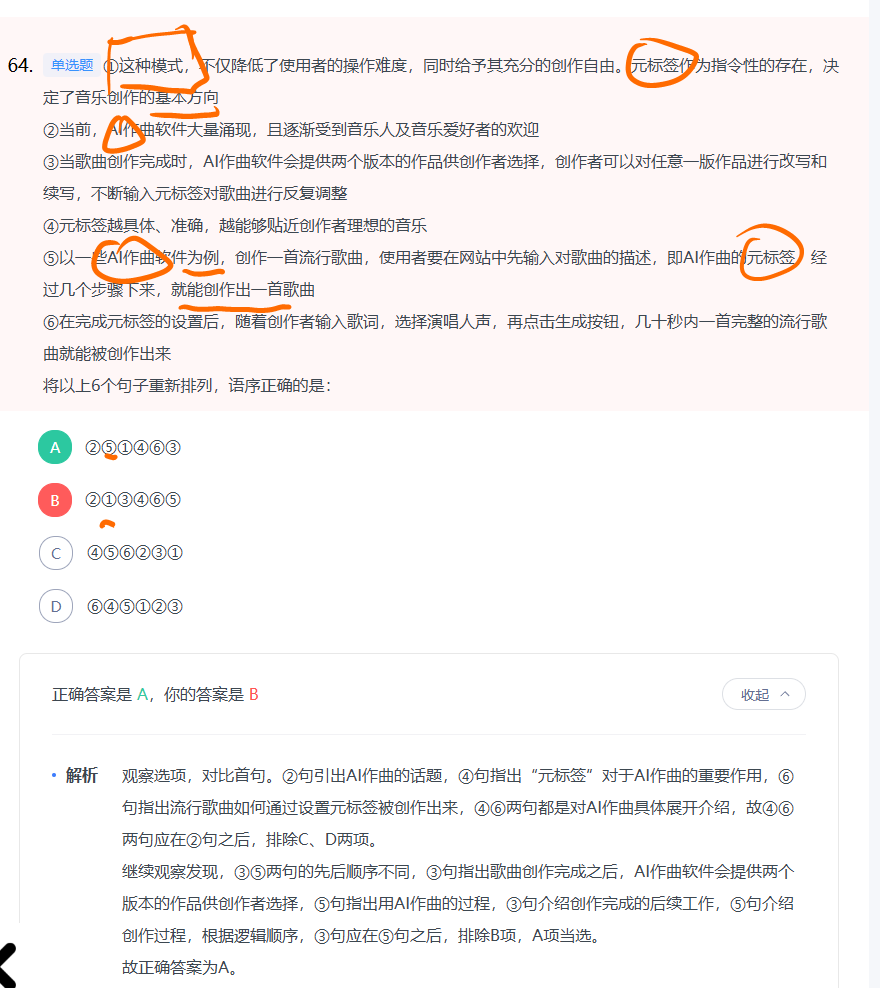 64. 单选题 ①这种模式，不仅降低了使用者的操作难度，同时给予其充分的创作自由。元标签作为指令性的存在，决
定了音乐创作的基本方向
②当前，AI作曲软件大量涌现，且逐渐受到音乐人及音乐爱好者的欢迎
③当歌曲创作完成时，AI作曲软件会提供两个版本的作品供创作者选择，创作者可以对任意一版作品进行改写和
续写，不断输入元标签对歌曲进行反复调整
④元标签越具体、准确，越能够贴近创作者理想的音乐
⑤以一些AI作曲软件为例，创作一首流行歌曲，使用者要在网站中先输入对歌曲的描述，即AI作曲的元标签，经
过几个步骤下来，就能创作出一首歌曲
⑥在完成元标签的设置后，随着创作者输入歌词，选择演唱人声，再点击生成按钮，几十秒内一首完整的流行歌
曲就能被创作出来
将以上6个句子重新排列，语序正确的是：
A ②⑤①④⑥③
B ②①③④⑥⑤
C ④⑤⑥②③①
D ⑥④⑤①②③
正确答案是 A，你的答案是 B
收起
解析 观察选项，对比首句。②句引出AI作曲的话题，④句指出“元标签”对于AI作曲的重要作用，⑥
句指出流行歌曲如何通过设置元标签被创作出来，④⑥两句都是对AI作曲具体展开介绍，故④⑥
两句应在②句之后，排除C、D两项。
继续观察发现，③⑤两句的先后顺序不同，③句指出歌曲创作完成之后，AI作曲软件会提供两个
版本的作品供创作者选择，⑤句指出用AI作曲的过程，③句介绍创作完成的后续工作，⑤句介绍
创作过程，根据逻辑顺序，③句应在⑤句之后，排除B项，A项当选。
故正确答案为A。